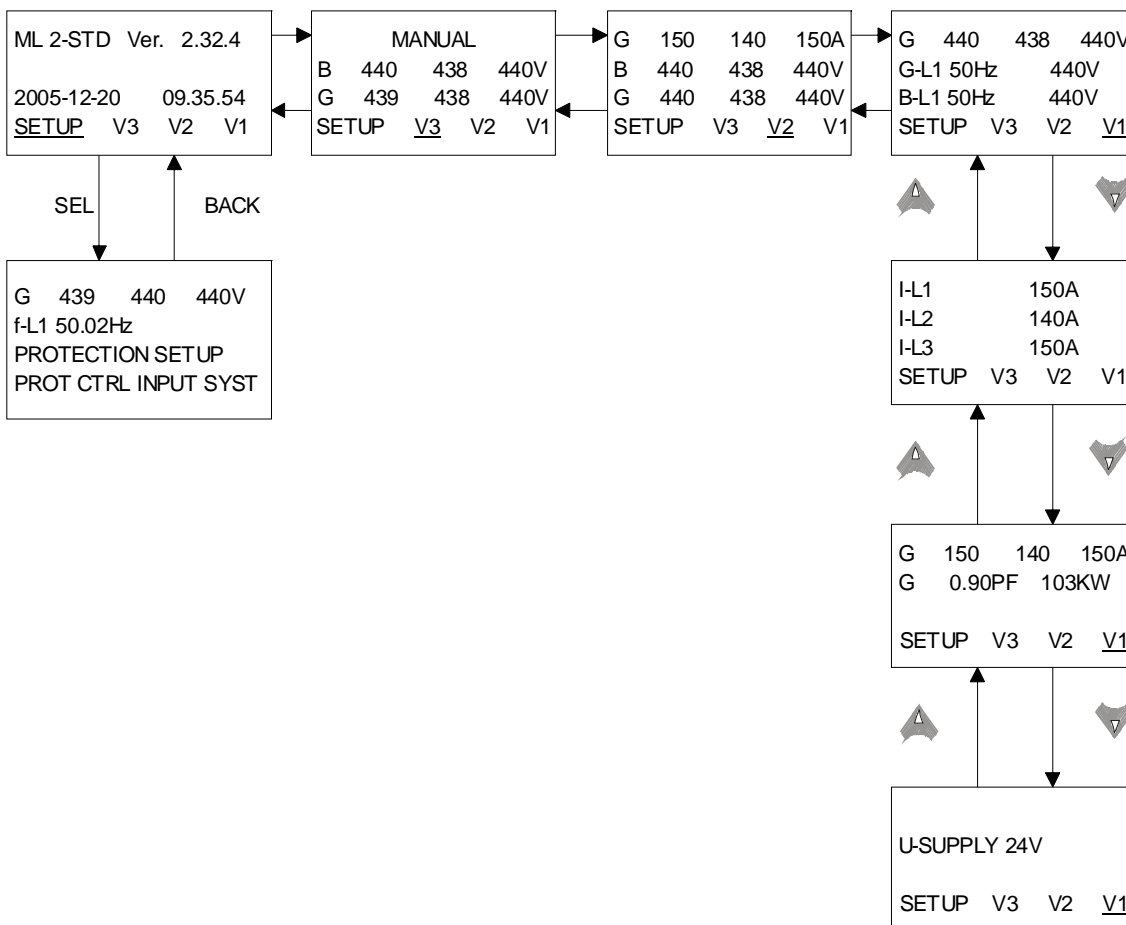 ML 2-STD Ver. 2.32.4
2005-12-20 09.35.54
SETUP V3 V2 V1
MANUAL
B 440 438 440V
G 439 438 440V
SETUP V3 V2 V1
G 150 140 150A
B 440 438 440V
G 440 438 440V
SETUP V3 V2 V1
G 440 438 440V
G-L1 50Hz 440V
B-L1 50Hz 440V
SETUP V3 V2 V1
SEL BACK
G 439 440 440V
f-L1 50.02Hz
PROTECTION SETUP
PROT CTRL INPUT SYST
I-L1 150A
I-L2 140A
I-L3 150A
SETUP V3 V2 V1
G 150 140 150A
G 0.90PF 103KW
SETUP V3 V2 V1
U-SUPPLY 24V
SETUP V3 V2 V1